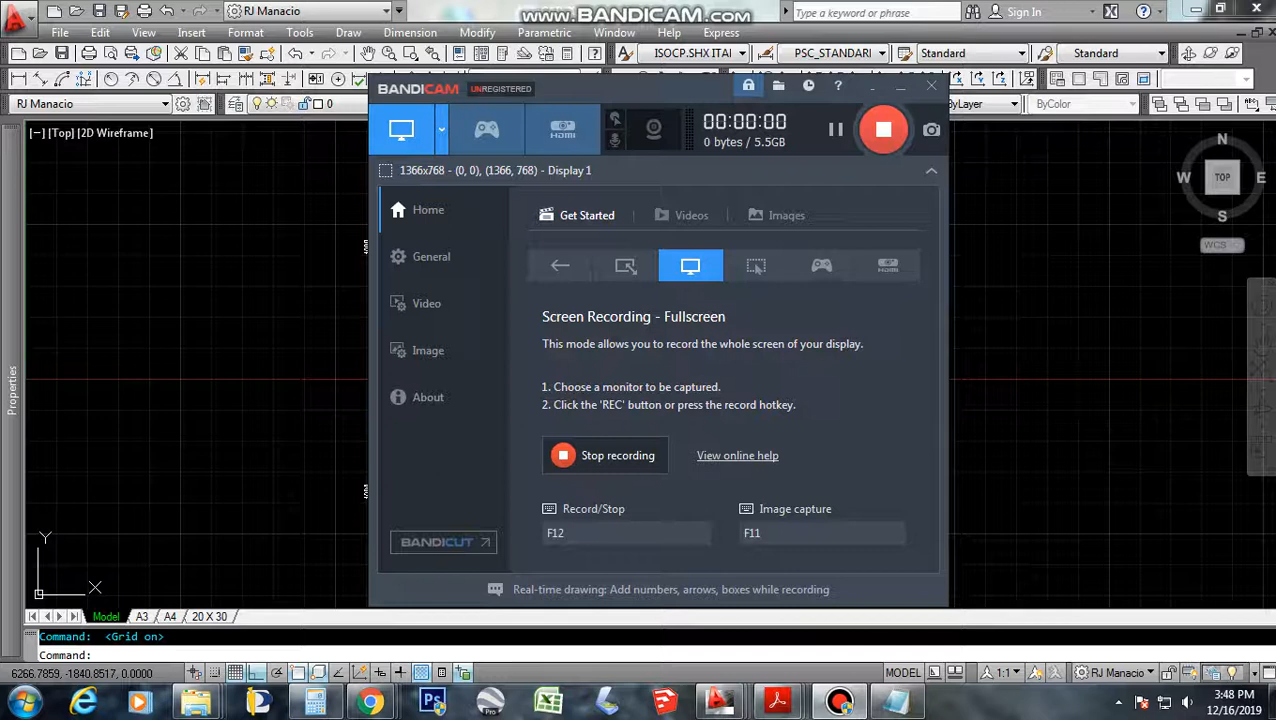 RJ Manacio
www.BANDICAM.com
Type a keyword or phrase
Sign In
File Edit View Insert Format Tools Draw Dimension Modify Parametric Window Help Express
ISOCP.SHX ITAI
PSC_STANDARI
Standard
Standard
RJ Manacio
0
ByLayer
ByColor
[−] [Top] [2D Wireframe]
N
W TOP E
S
WCS
Properties
BANDICAM UNREGISTERED
HDMI
00:00:00
0 bytes / 5.5GB
1366x768 - (0, 0), (1366, 768) - Display 1
Home
General
Video
Image
About
BANDICUT
Get Started
Videos
Images
HDMI
Screen Recording - Fullscreen
This mode allows you to record the whole screen of your display.
1. Choose a monitor to be captured.
2. Click the 'REC' button or press the record hotkey.
Stop recording
View online help
Record/Stop
Image capture
F12
F11
Real-time drawing: Add numbers, arrows, boxes while recording
Y
X
Model A3 A4 20 X 30
Command: <Grid on>
Command:
6266.7859, -1840.8517, 0.0000
MODEL
1:1
RJ Manacio
Ps
Pro
3:48 PM
12/16/2019